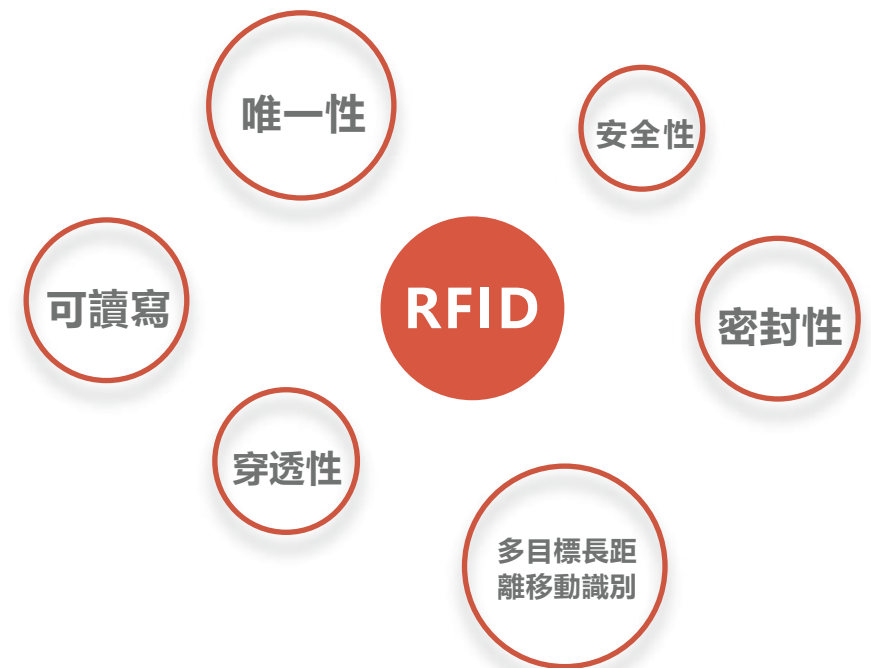 唯一性
安全性
可讀寫
RFID
密封性
穿透性
多目標長距
離移動識別